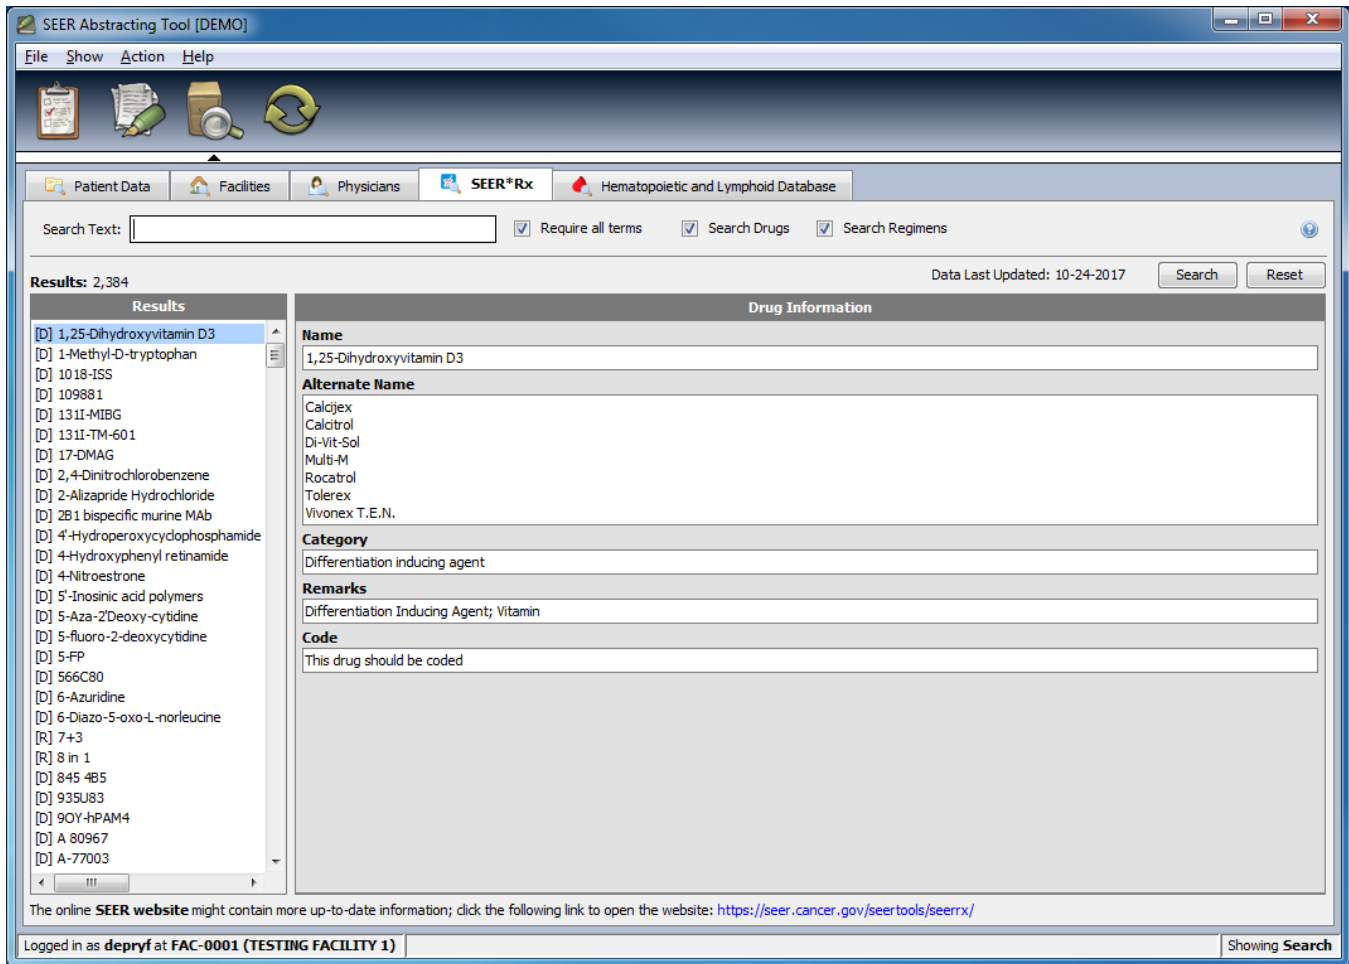 SEER Abstracting Tool [DEMO]
File Show Action Help
Patient Data Facilities Physicians SEER*Rx Hematopoietic and Lymphoid Database
Search Text: Require all terms Search Drugs Search Regimens
Results: 2,384 Data Last Updated: 10-24-2017 Search Reset
Results
[D] 1,25-Dihydroxyvitamin D3
[D] 1-Methyl-D-tryptophan
[D] 1018-ISS
[D] 109881
[D] 131I-MIBG
[D] 131I-TM-601
[D] 17-DMAG
[D] 2,4-Dinitrochlorobenzene
[D] 2-Alizapride Hydrochloride
[D] 2B1 bispecific murine MAb
[D] 4'-Hydroperoxycyclophosphamide
[D] 4-Hydroxyphenyl retinamide
[D] 4-Nitroestrone
[D] 5'-Inosinic acid polymers
[D] 5-Aza-2'Deoxy-cytidine
[D] 5-fluoro-2-deoxycytidine
[D] 5-FP
[D] 566C80
[D] 6-Azuridine
[D] 6-Diazo-5-oxo-L-norleucine
[R] 7+3
[R] 8 in 1
[D] 845 4B5
[D] 935U83
[D] 9OY-hPAM4
[D] A 80967
[D] A-77003
Drug Information
Name
1,25-Dihydroxyvitamin D3
Alternate Name
Calcijex
Calcitrol
Di-Vit-Sol
Multi-M
Rocatrol
Tolerex
Vivonex T.E.N.
Category
Differentiation inducing agent
Remarks
Differentiation Inducing Agent; Vitamin
Code
This drug should be coded
The online SEER website might contain more up-to-date information; click the following link to open the website: https://seer.cancer.gov/seertools/seerrx/
Logged in as depryf at FAC-0001 (TESTING FACILITY 1) Showing Search